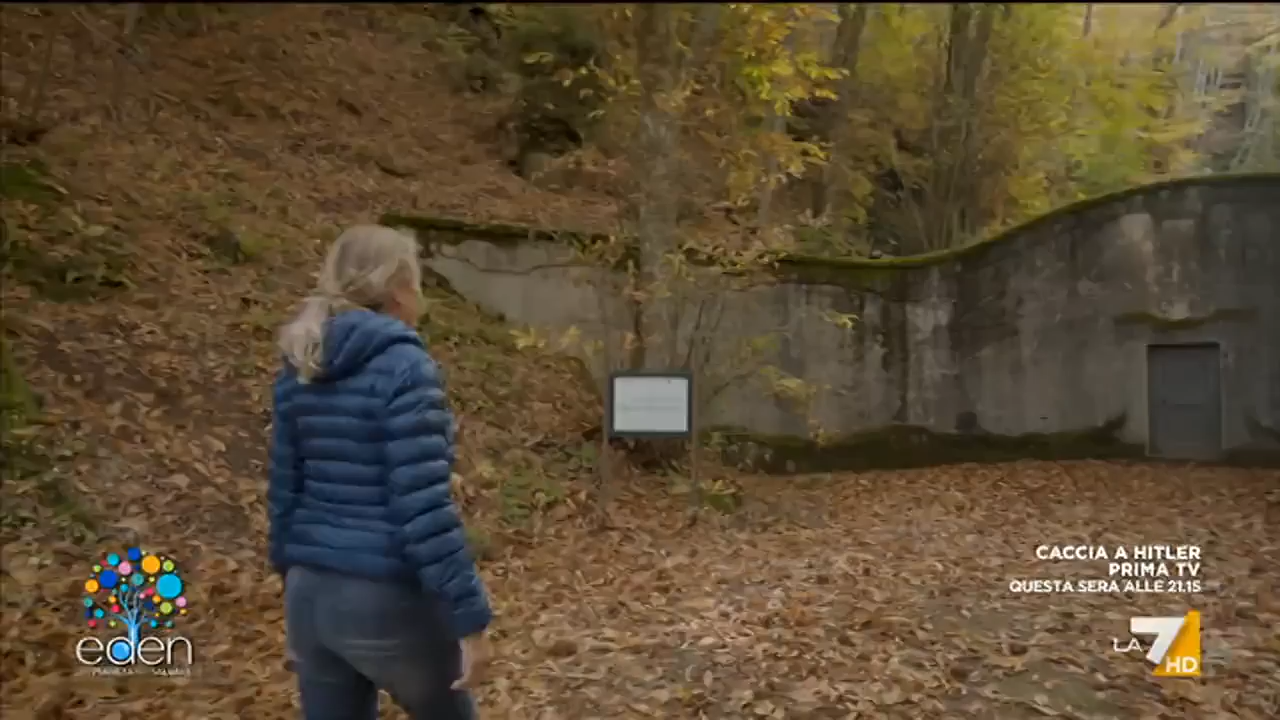 CACCIA A HITLER
PRIMA TV
QUESTA SERA ALLE 21.15
LA 7 HD
eden